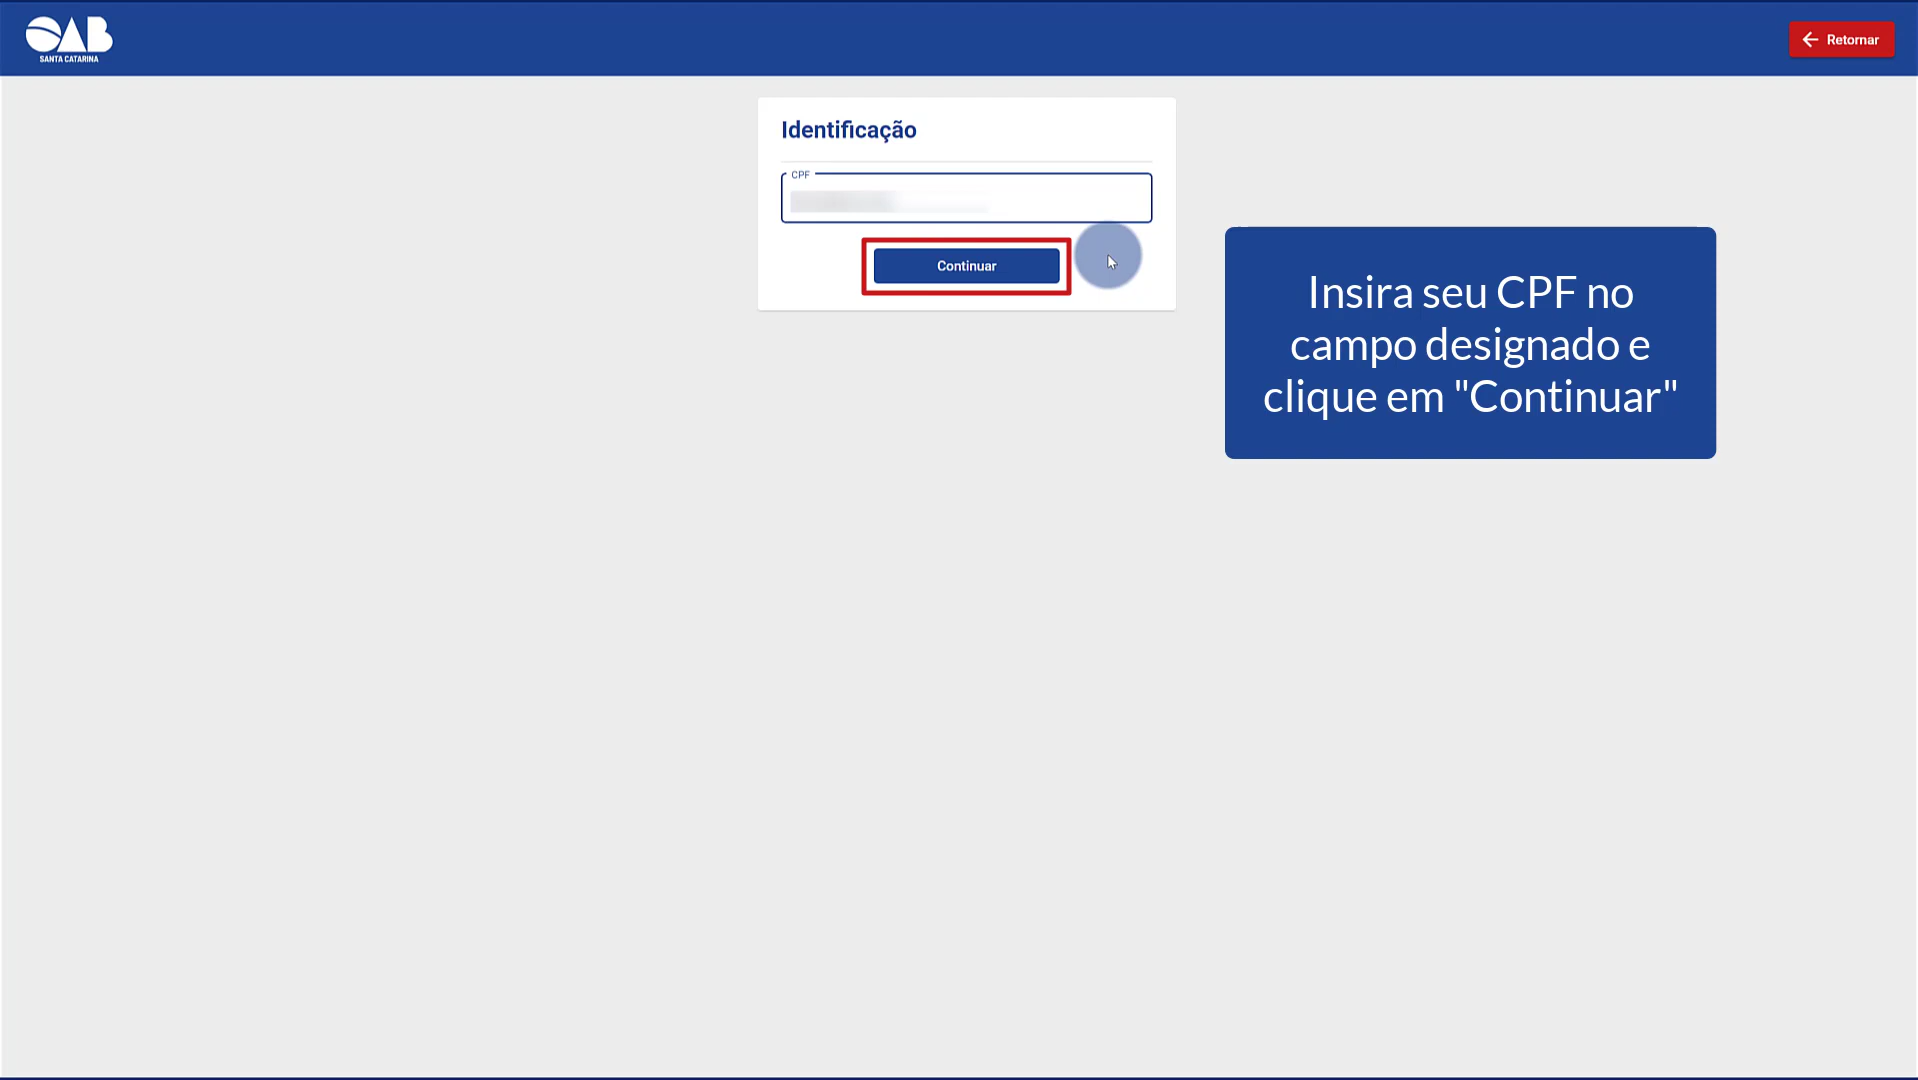 OAB
SANTA CATARINA
Retornar
Identificação
CPF
Continuar
Insira seu CPF no
campo designado e
clique em "Continuar"